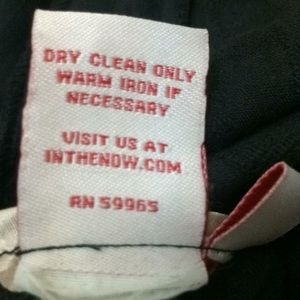 DRY CLEAN ONLY
WARM IRON IF
NECESSARY
VISIT US AT
INTHENOW.COM
RN 59965